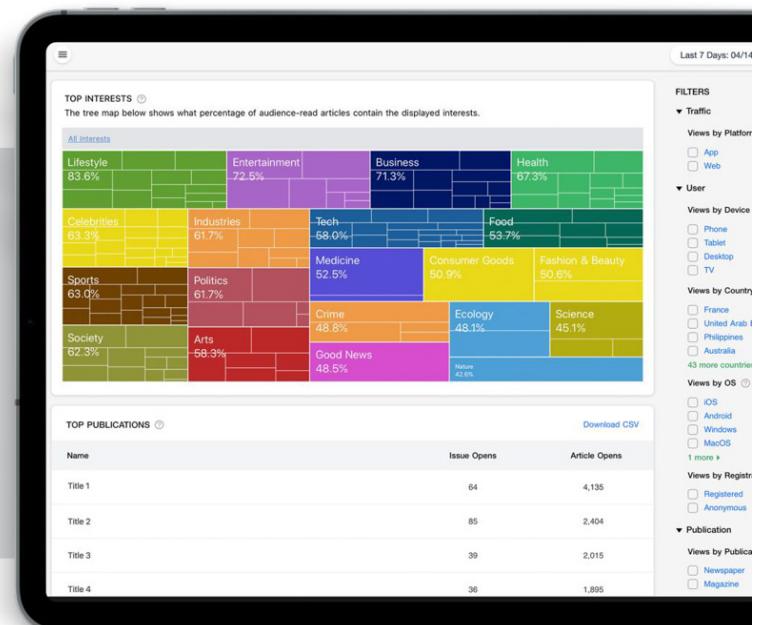 Last 7 Days: 04/14
TOP INTERESTS
The tree map below shows what percentage of audience-read articles contain the displayed interests.
All Interests
Lifestyle
83.6%
Entertainment
72.5%
Business
71.3%
Health
67.3%
Celebrities
63.3%
Industries
61.7%
Tech
58.0%
Food
53.7%
Sports
63.0%
Politics
61.7%
Medicine
52.5%
Consumer Goods
50.9%
Fashion & Beauty
50.6%
Society
62.3%
Arts
58.3%
Crime
48.8%
Good News
48.5%
Ecology
48.1%
Science
45.1%
Nature
42.6%
TOP PUBLICATIONS
Download CSV
Name Issue Opens Article Opens
Title 1 64 4,135
Title 2 85 2,404
Title 3 39 2,015
Title 4 36 1,895
FILTERS
Traffic
Views by Platform
App
Web
User
Views by Device
Phone
Tablet
Desktop
TV
Views by Country
France
United Arab
Philippines
Australia
43 more countries
Views by OS
iOS
Android
Windows
MacOS
1 more
Views by
Registered
Anonymous
Publication
Views by
Newspaper
Magazine